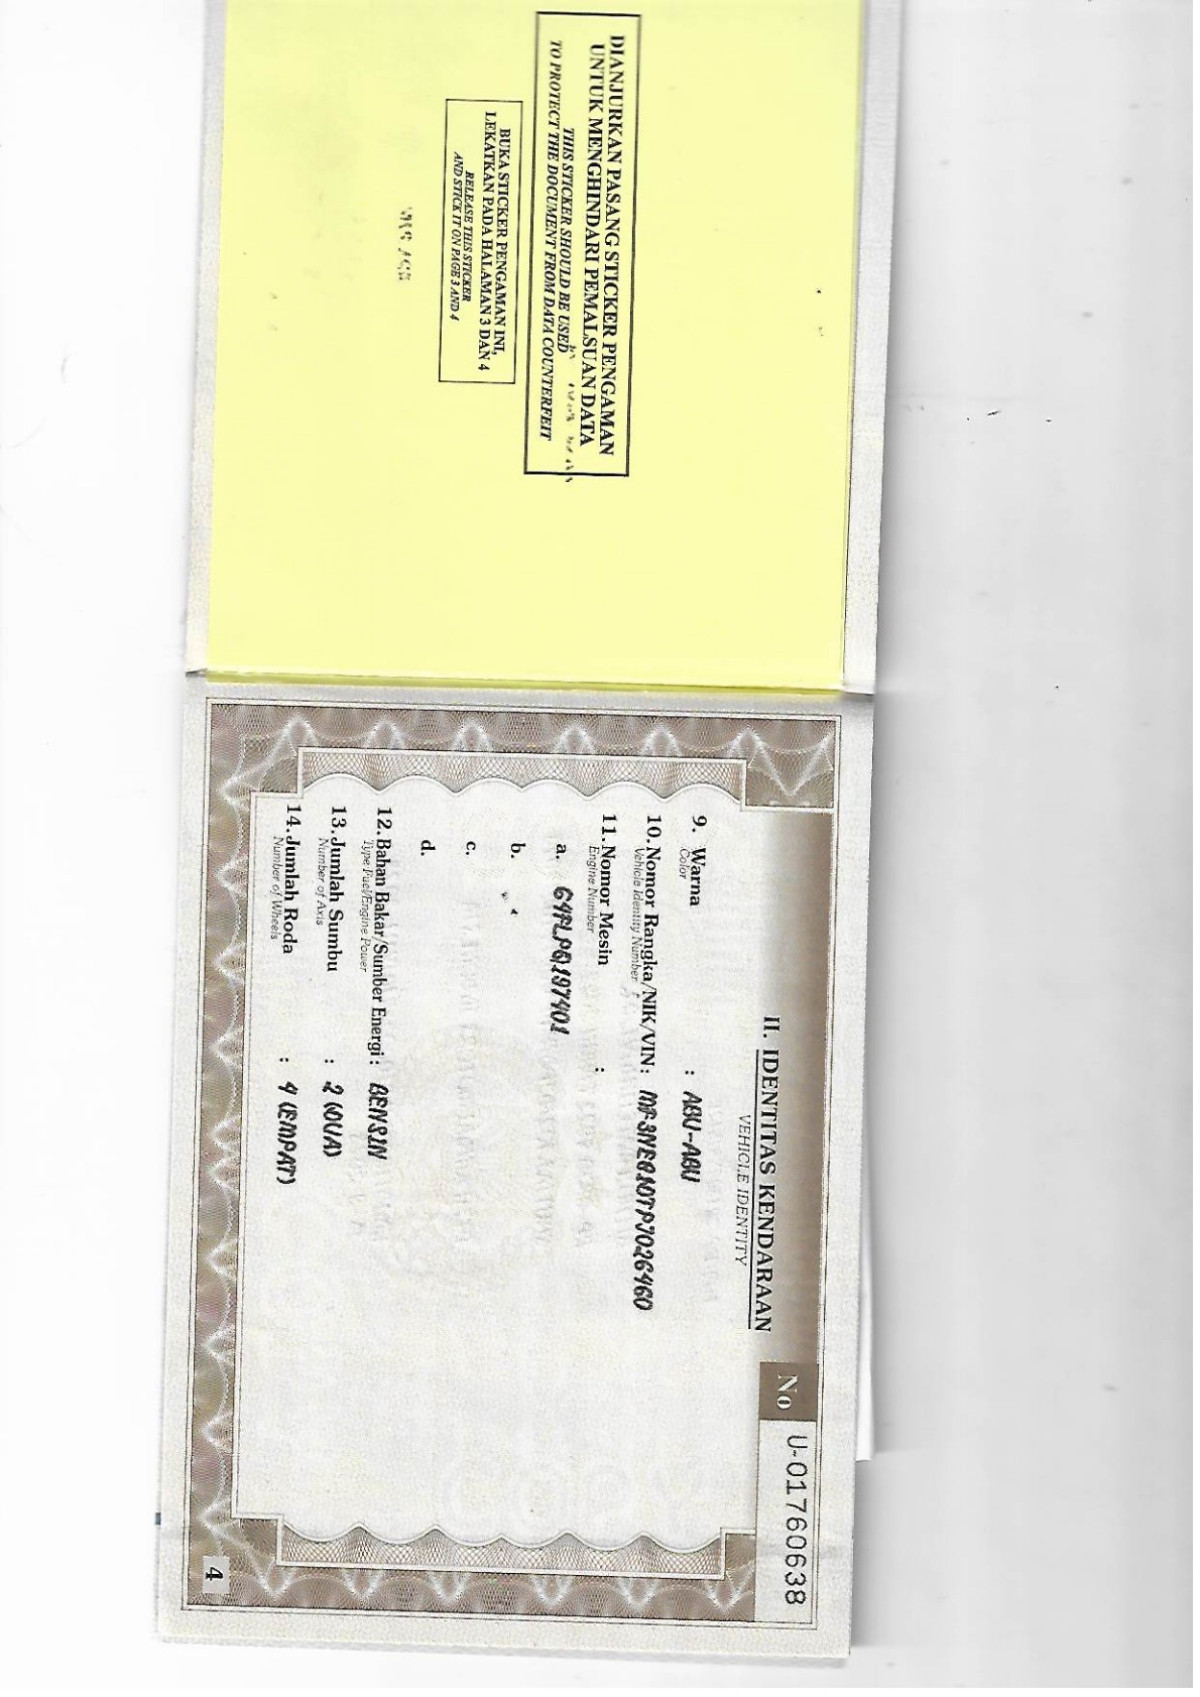 DIANJURKAN PASANG STICKER PENGAMAN
UNTUK MENGHINDARI PEMALSUAN DATA
THIS STICKER SHOULD BE USED
TO PROTECT THE DOCUMENT FROM DATA COUNTERFEIT
BUKA STICKER PENGAMAN INI,
LEKATKAN PADA HALAMAN 3 DAN 4
RELEASE THIS STICKER
AND STICK IT ON PAGE 3 AND 4
No U-01760638
II. IDENTITAS KENDARAAN
VEHICLE IDENTITY
9. Warna : ABU-ABU
Color
10. Nomor Rangka/NIK/VIN :
Vehicle Identity Number
11. Nomor Mesin :
Engine Number
a.
b.
c.
d.
12. Bahan Bakar/Sumber Energi : BENSIN
Type Fuel/Engine Power
13. Jumlah Sumbu : 2 (DUA)
Number of Axis
14. Jumlah Roda : 4 (EMPAT)
Number of Wheels
4